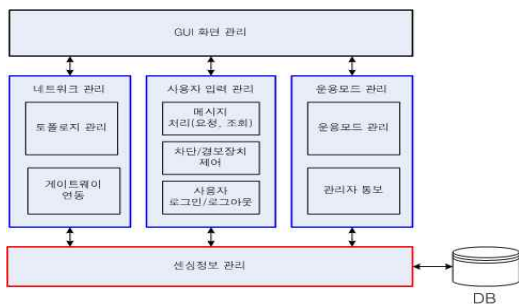 GUI 화면 관리
네트워크 관리
토폴로지 관리
게이트웨이
연동
사용자 입력 관리
메시지
처리(요청, 조회)
차단/경보장치
제어
사용자
로그인/로그아웃
운용모드 관리
운용모드 관리
관리자 통보
센싱정보 관리
DB